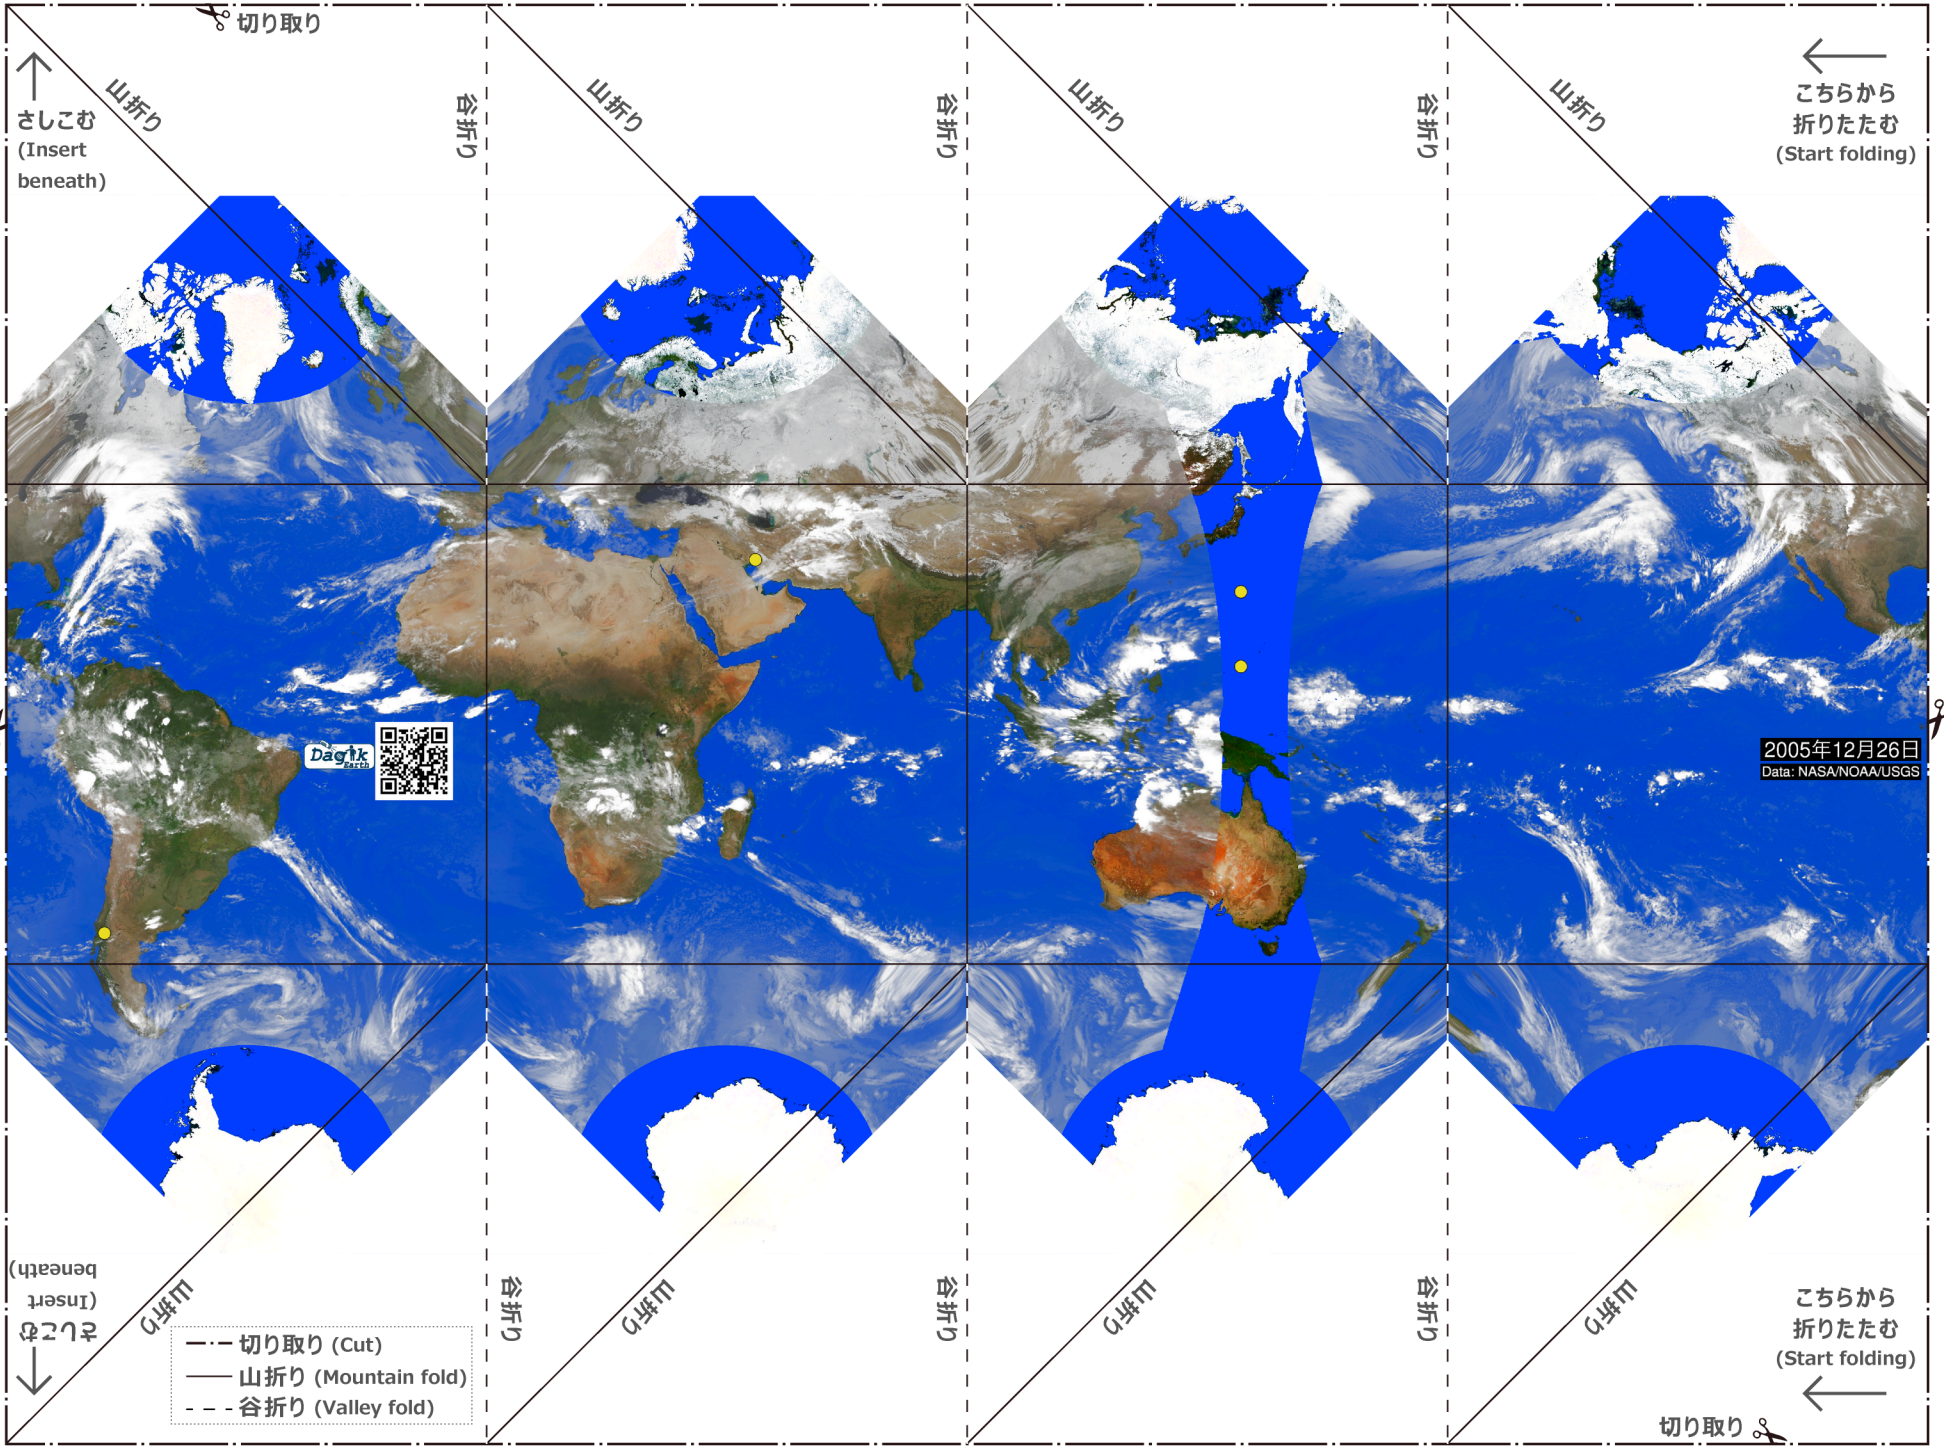 切り取り
山折り
谷折り
山折り
谷折り
山折り
谷折り
山折り
さしこむ
(Insert
beneath)
こちらから
折りたたむ
(Start folding)
Dagik
Earth
2005年12月26日
Data: NASA/NOAA/USGS
さしこむ
(Insert
beneath)
山折り
谷折り
山折り
谷折り
山折り
谷折り
山折り
こちらから
折りたたむ
(Start folding)
切り取り (Cut)
山折り (Mountain fold)
谷折り (Valley fold)
切り取り